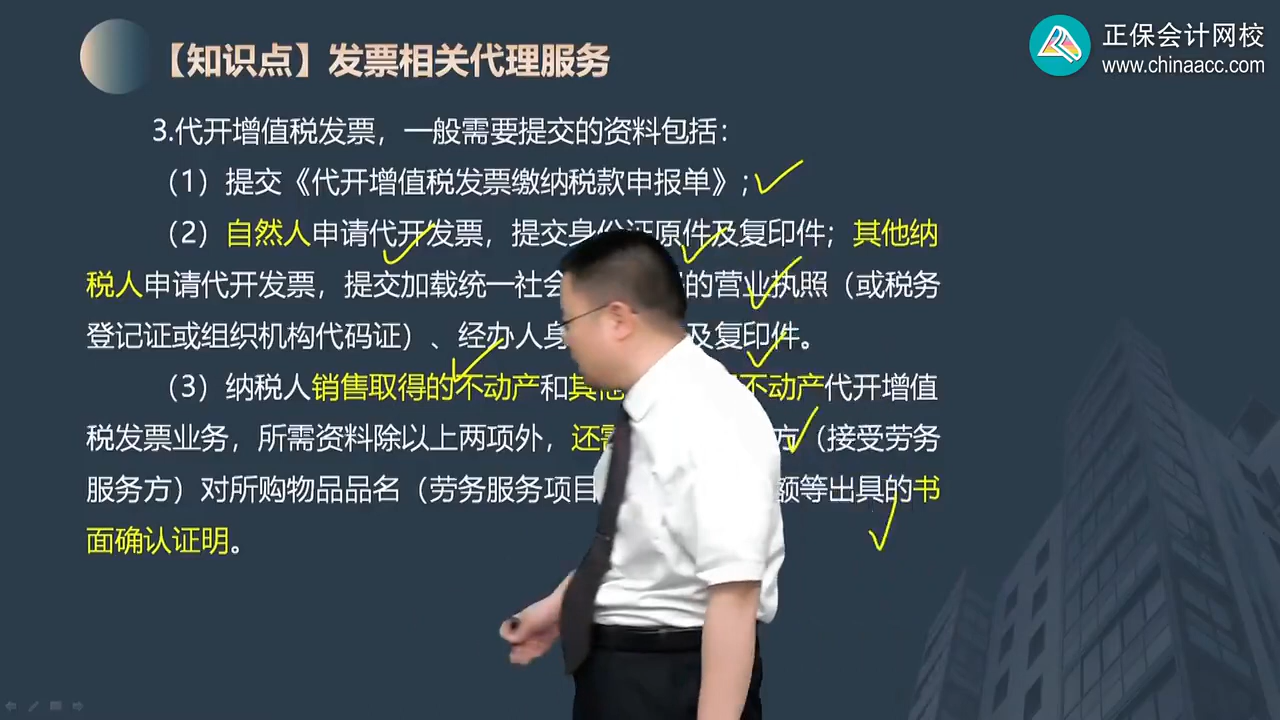 【知识点】发票相关代理服务
正保会计网校
www.chinaacc.com
3.代开增值税发票，一般需要提交的资料包括：
（1）提交《代开增值税发票缴纳税款申报单》；
（2）自然人申请代开发票，提交身份证原件及复印件；其他纳
税人申请代开发票，提交加载统一社会 的营业执照（或税务
登记证或组织机构代码证）、经办人身 及复印件。
（3）纳税人销售取得的不动产和其他 不动产代开增值
税发票业务，所需资料除以上两项外，还需 方（接受劳务
服务方）对所购物品品名（劳务服务项目 额等出具的书
面确认证明。